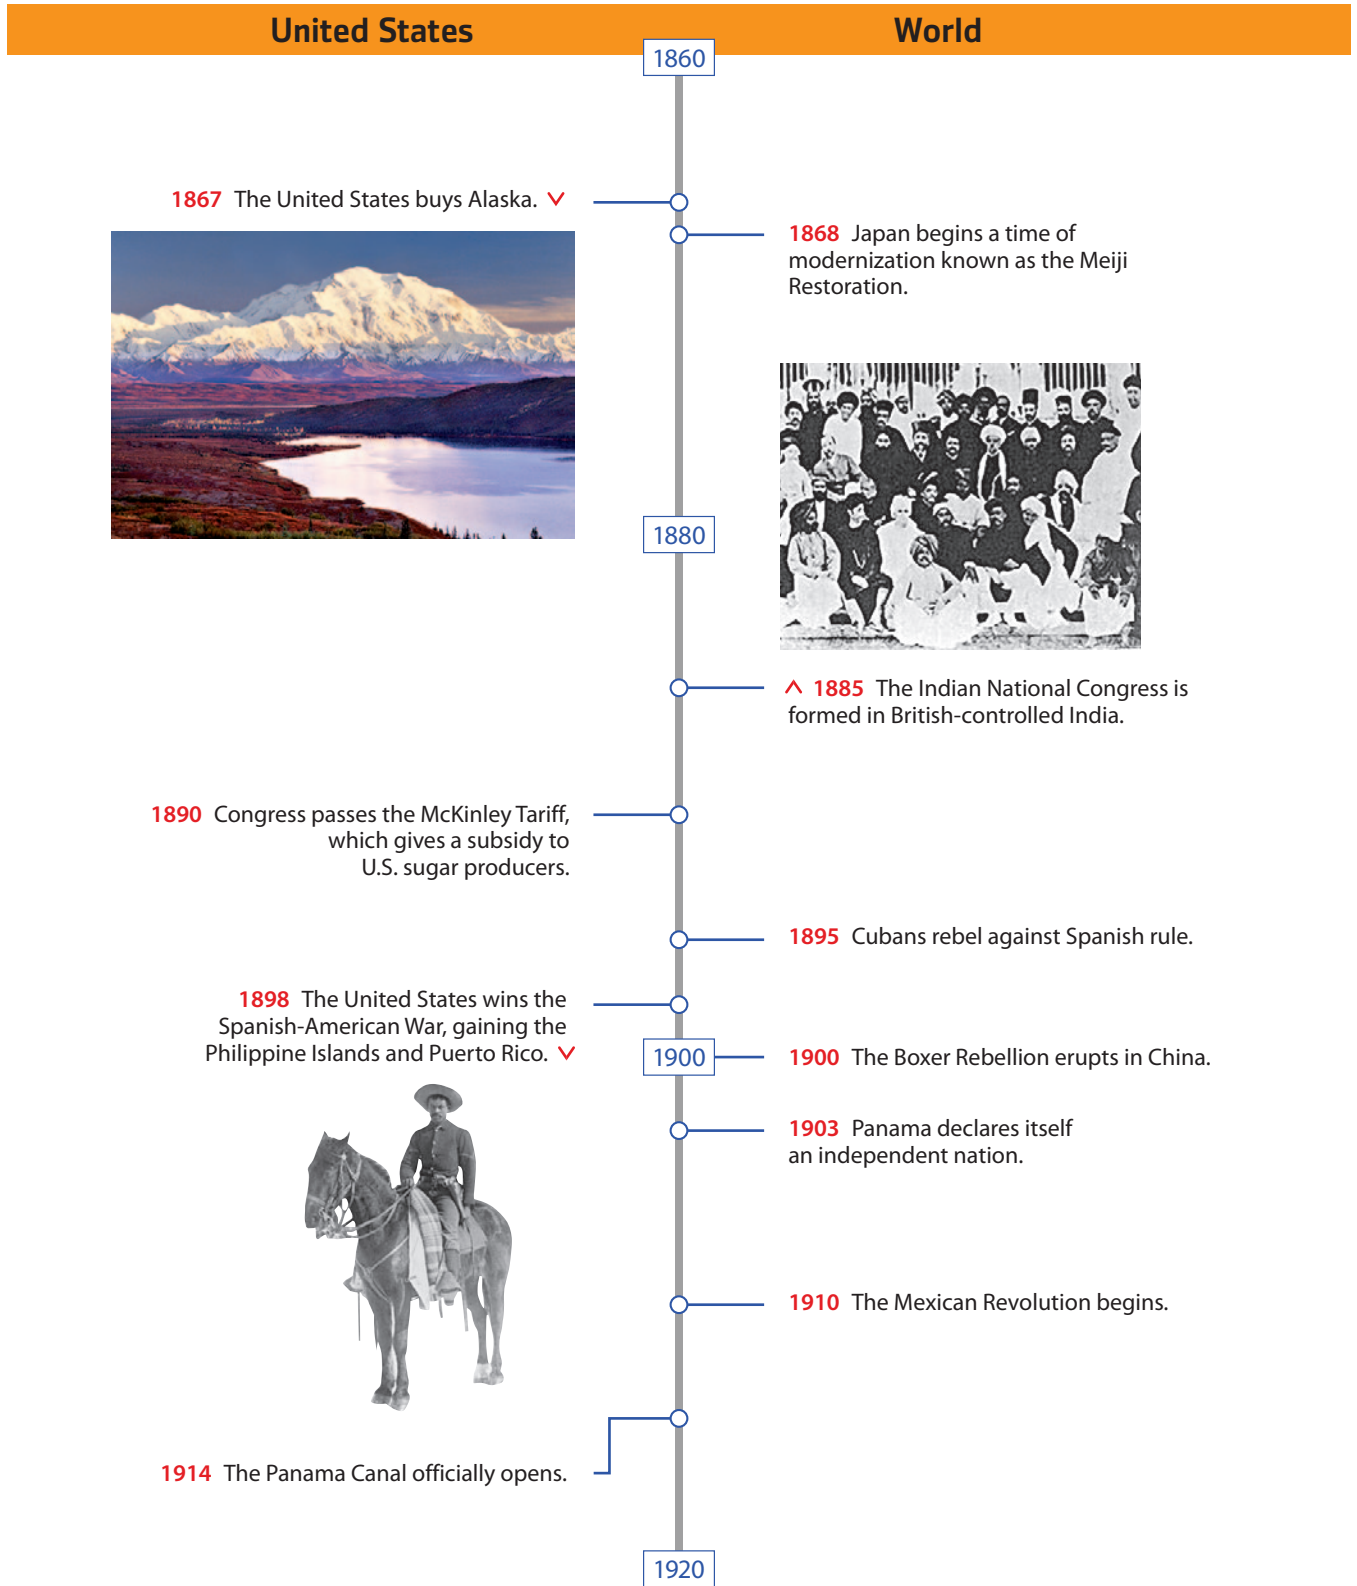 United States
World
1860
1867 The United States buys Alaska.
1868 Japan begins a time of
modernization known as the Meiji
Restoration.
1880
1885 The Indian National Congress is
formed in British-controlled India.
1890 Congress passes the McKinley Tariff,
which gives a subsidy to
U.S. sugar producers.
1895 Cubans rebel against Spanish rule.
1898 The United States wins the
Spanish-American War, gaining the
Philippine Islands and Puerto Rico.
1900
1900 The Boxer Rebellion erupts in China.
1903 Panama declares itself
an independent nation.
1910 The Mexican Revolution begins.
1914 The Panama Canal officially opens.
1920